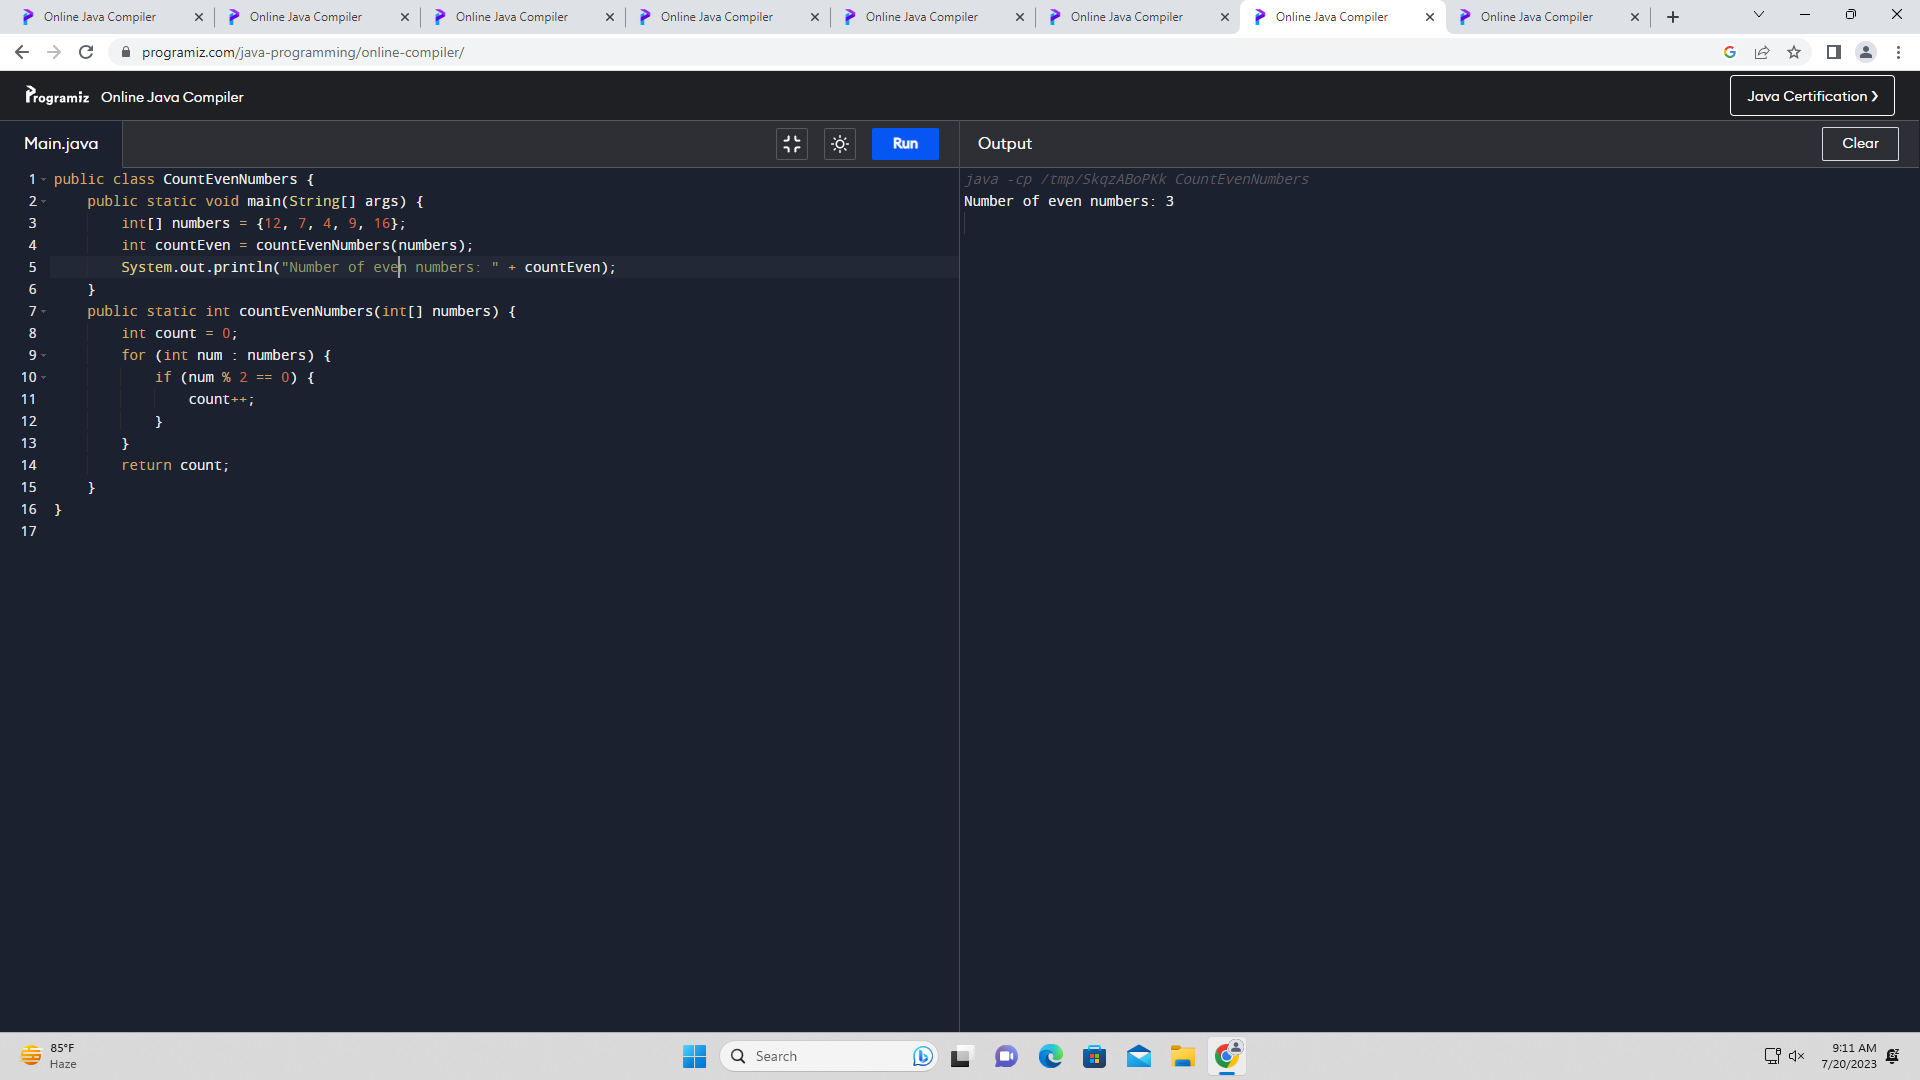 Online Java Compiler
Online Java Compiler
Online Java Compiler
Online Java Compiler
Online Java Compiler
Online Java Compiler
Online Java Compiler
Online Java Compiler
programiz.com/java-programming/online-compiler/
Programiz Online Java Compiler
Java Certification ❯
Main.java
Run
Output
Clear
1 public class CountEvenNumbers {
2     public static void main(String[] args) {
3         int[] numbers = {12, 7, 4, 9, 16};
4         int countEven = countEvenNumbers(numbers);
5         System.out.println("Number of even numbers: " + countEven);
6     }
7     public static int countEvenNumbers(int[] numbers) {
8         int count = 0;
9         for (int num : numbers) {
10             if (num % 2 == 0) {
11                 count++;
12             }
13         }
14         return count;
15     }
16 }
17
java -cp /tmp/SkqzABoPKk CountEvenNumbers
Number of even numbers: 3
85°F
Haze
Search
9:11 AM
7/20/2023